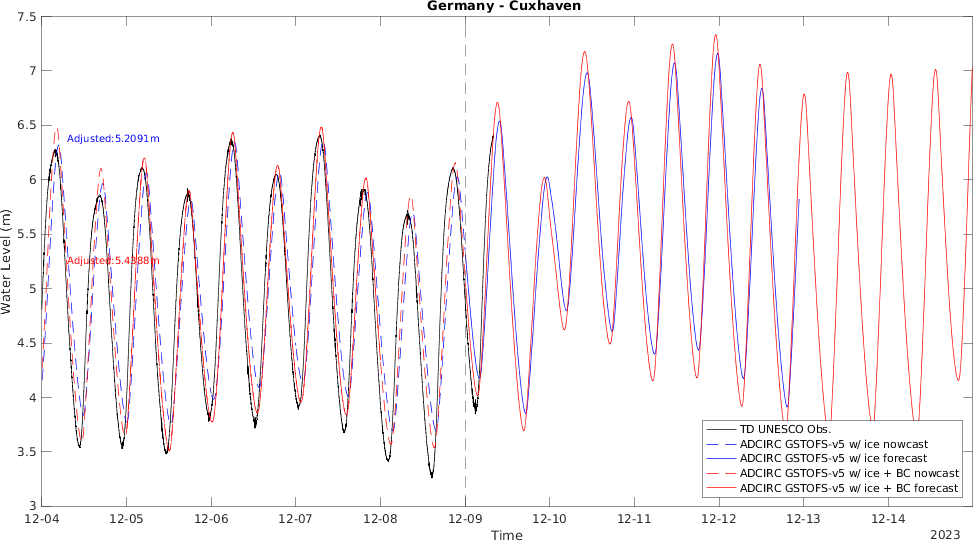 Germany - Cuxhaven
7.5
7
6.5
6
5.5
5
4.5
4
3.5
3
Water Level (m)
Adjusted:5.2091m
Adjusted:5.4388m
TD UNESCO Obs.
ADCIRC GSTOFS-v5 w/ ice nowcast
ADCIRC GSTOFS-v5 w/ ice forecast
ADCIRC GSTOFS-v5 w/ ice + BC nowcast
ADCIRC GSTOFS-v5 w/ ice + BC forecast
12-04 12-05 12-06 12-07 12-08 12-09 12-10 12-11 12-12 12-13 12-14
Time
2023